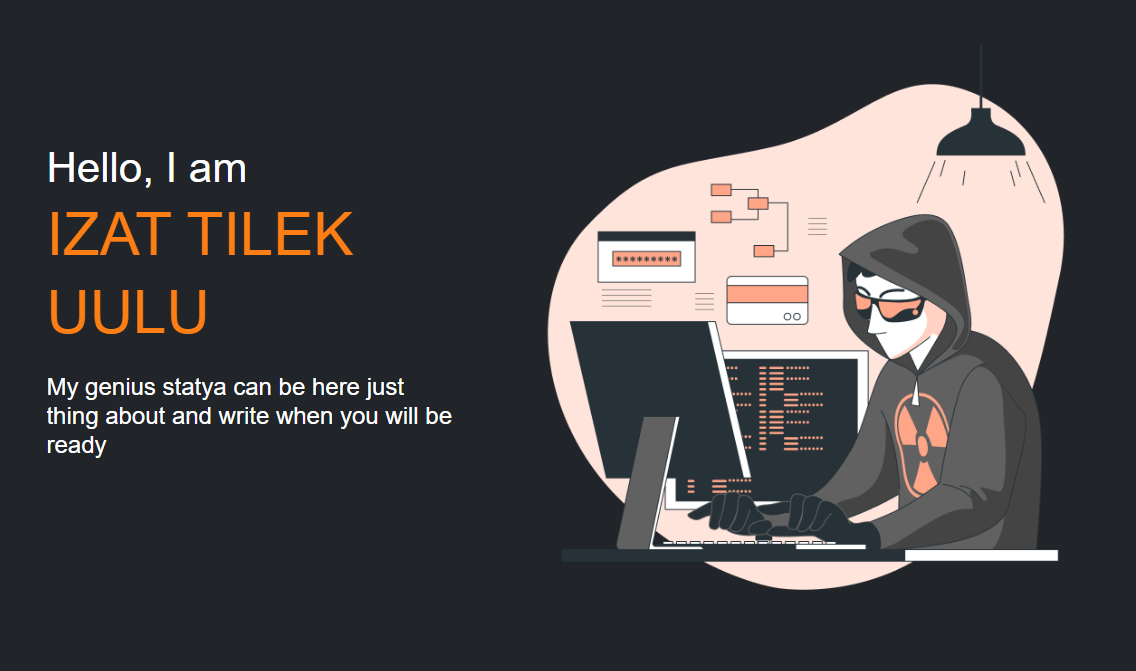 Hello, I am
IZAT TILEK
UULU
My genius statya can be here just
thing about and write when you will be
ready
*********